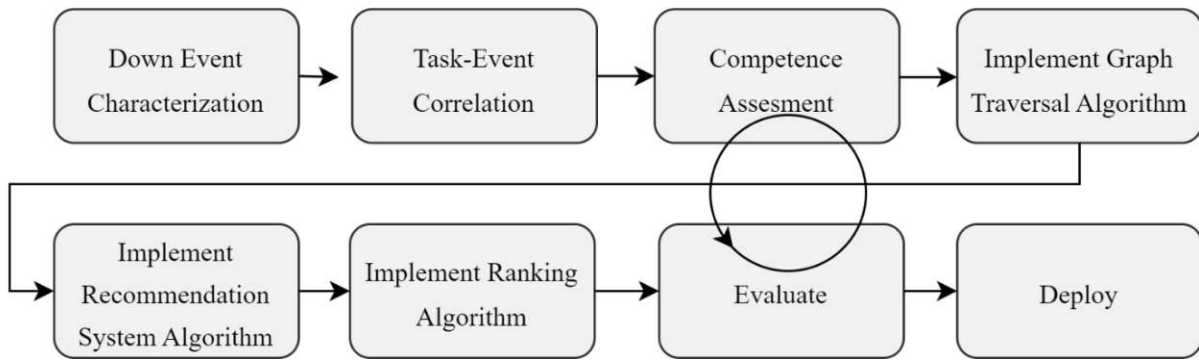 Down Event
Characterization
Task-Event
Correlation
Competence
Assesment
Implement Graph
Traversal Algorithm
Implement
Recommendation
System Algorithm
Implement Ranking
Algorithm
Evaluate
Deploy